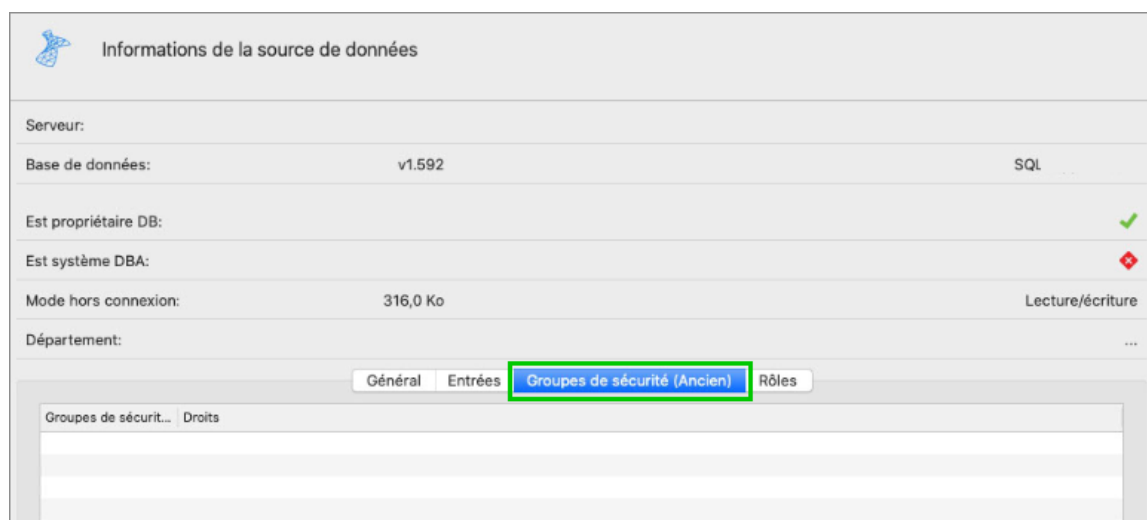 Informations de la source de données
Serveur:
Base de données: v1.592 SQL
Est propriétaire DB:
Est système DBA:
Mode hors connexion: 316,0 Ko Lecture/écriture
Département: ...
Général Entrées Groupes de sécurité (Ancien) Rôles
Groupes de sécurit... Droits